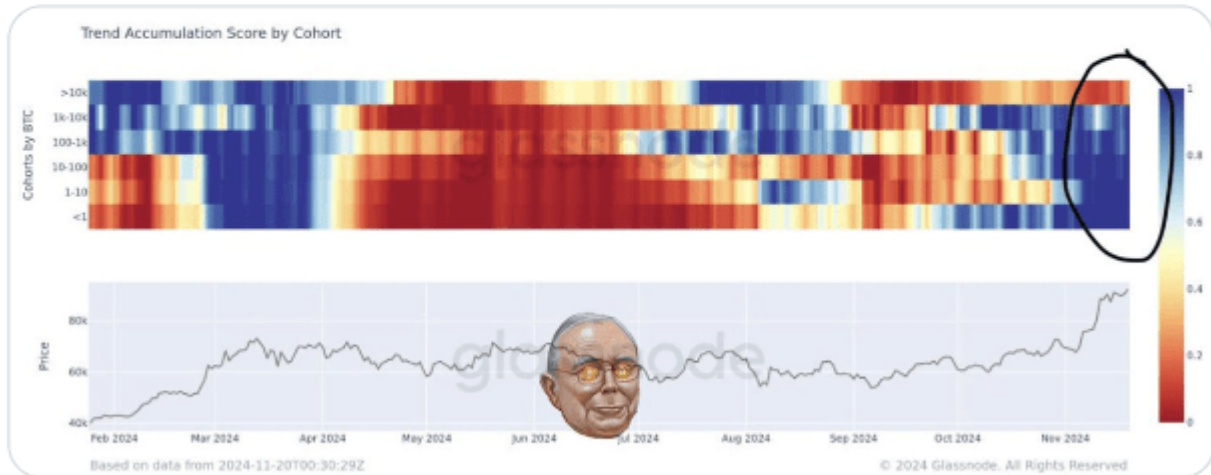 Trend Accumulation Score by Cohort
Cohorts by BTC
>10k
1k-10k
100-1k
10-100
1-10
<1
glassnode
1
0.8
0.6
0.4
0.2
0
Price
80k
60k
40k
glassnode
Feb 2024 Mar 2024 Apr 2024 May 2024 Jun 2024 Jul 2024 Aug 2024 Sep 2024 Oct 2024 Nov 2024
Based on data from 2024-11-20T00:30:29Z © 2024 Glassnode. All Rights Reserved